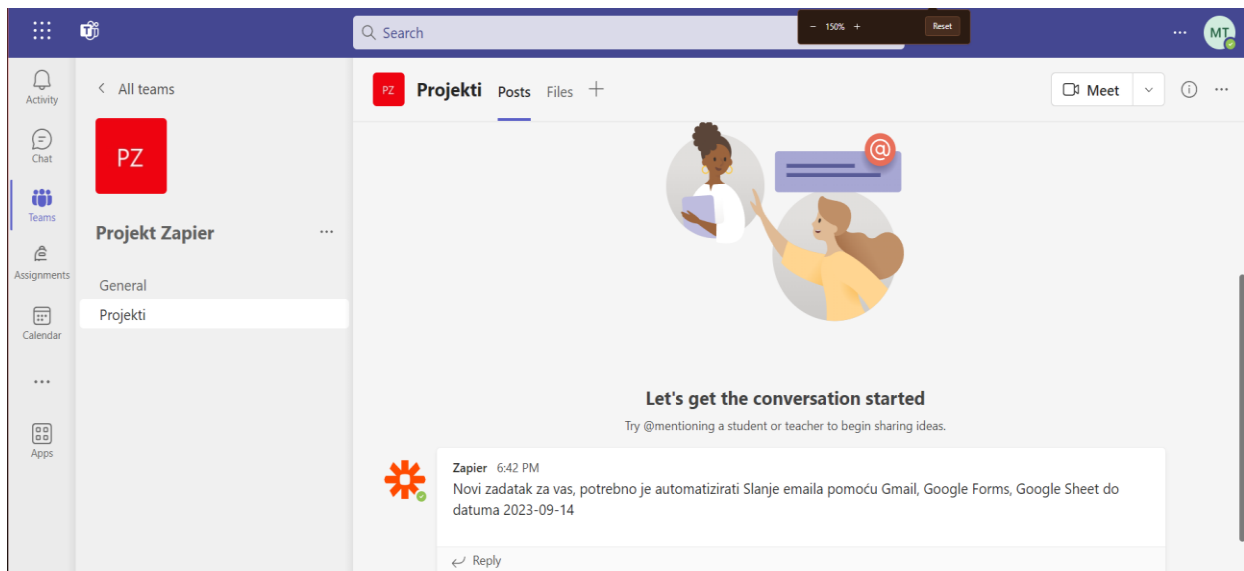 Search
− 150% +
Reset
MT
Activity
Chat
Teams
Assignments
Calendar
Apps
All teams
PZ
Projekt Zapier
General
Projekti
PZ Projekti Posts Files
Meet
@
Let's get the conversation started
Try @mentioning a student or teacher to begin sharing ideas.
Zapier 6:42 PM
Novi zadatak za vas, potrebno je automatizirati Slanje emaila pomoću Gmail, Google Forms, Google Sheet do
datuma 2023-09-14
Reply